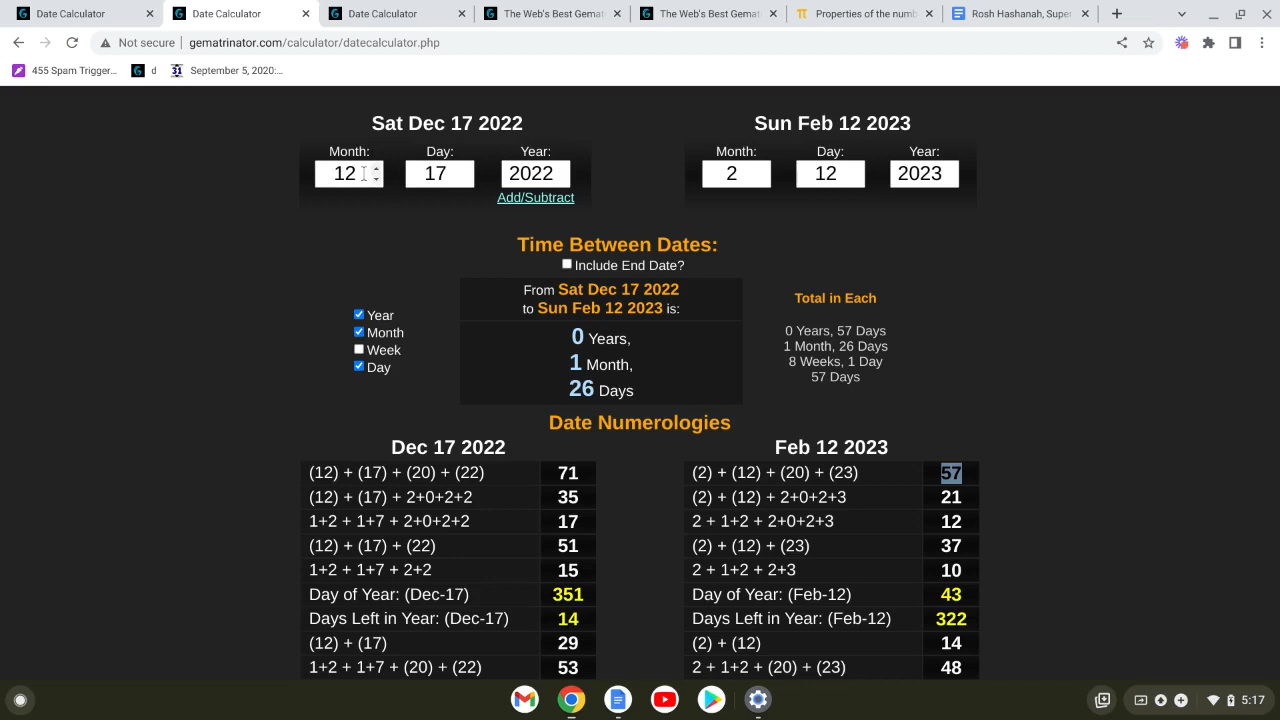 Date Calculator
Date Calculator
Date Calculator
The Web's Best Gemat
The Web's Best Gemat
Properties of the numb
Rosh Hashanah, Super
Not secure
gematrinator.com/calculator/datecalculator.php
455 Spam Trigger...
d
31
September 5, 2020:...
Sat Dec 17 2022
Sun Feb 12 2023
Month: Day: Year:
Month: Day: Year:
12 17 2022
2 12 2023
Add/Subtract
Time Between Dates:
Include End Date?
From Sat Dec 17 2022
to Sun Feb 12 2023 is:
Year
Month
Week
Day
0 Years,
1 Month,
26 Days
Total in Each
0 Years, 57 Days
1 Month, 26 Days
8 Weeks, 1 Day
57 Days
Date Numerologies
Dec 17 2022
(12) + (17) + (20) + (22) 71
(12) + (17) + 2+0+2+2 35
1+2 + 1+7 + 2+0+2+2 17
(12) + (17) + (22) 51
1+2 + 1+7 + 2+2 15
Day of Year: (Dec-17) 351
Days Left in Year: (Dec-17) 14
(12) + (17) 29
1+2 + 1+7 + (20) + (22) 53
Feb 12 2023
(2) + (12) + (20) + (23) 57
(2) + (12) + 2+0+2+3 21
2 + 1+2 + 2+0+2+3 12
(2) + (12) + (23) 37
2 + 1+2 + 2+3 10
Day of Year: (Feb-12) 43
Days Left in Year: (Feb-12) 322
(2) + (12) 14
2 + 1+2 + (20) + (23) 48
5:17